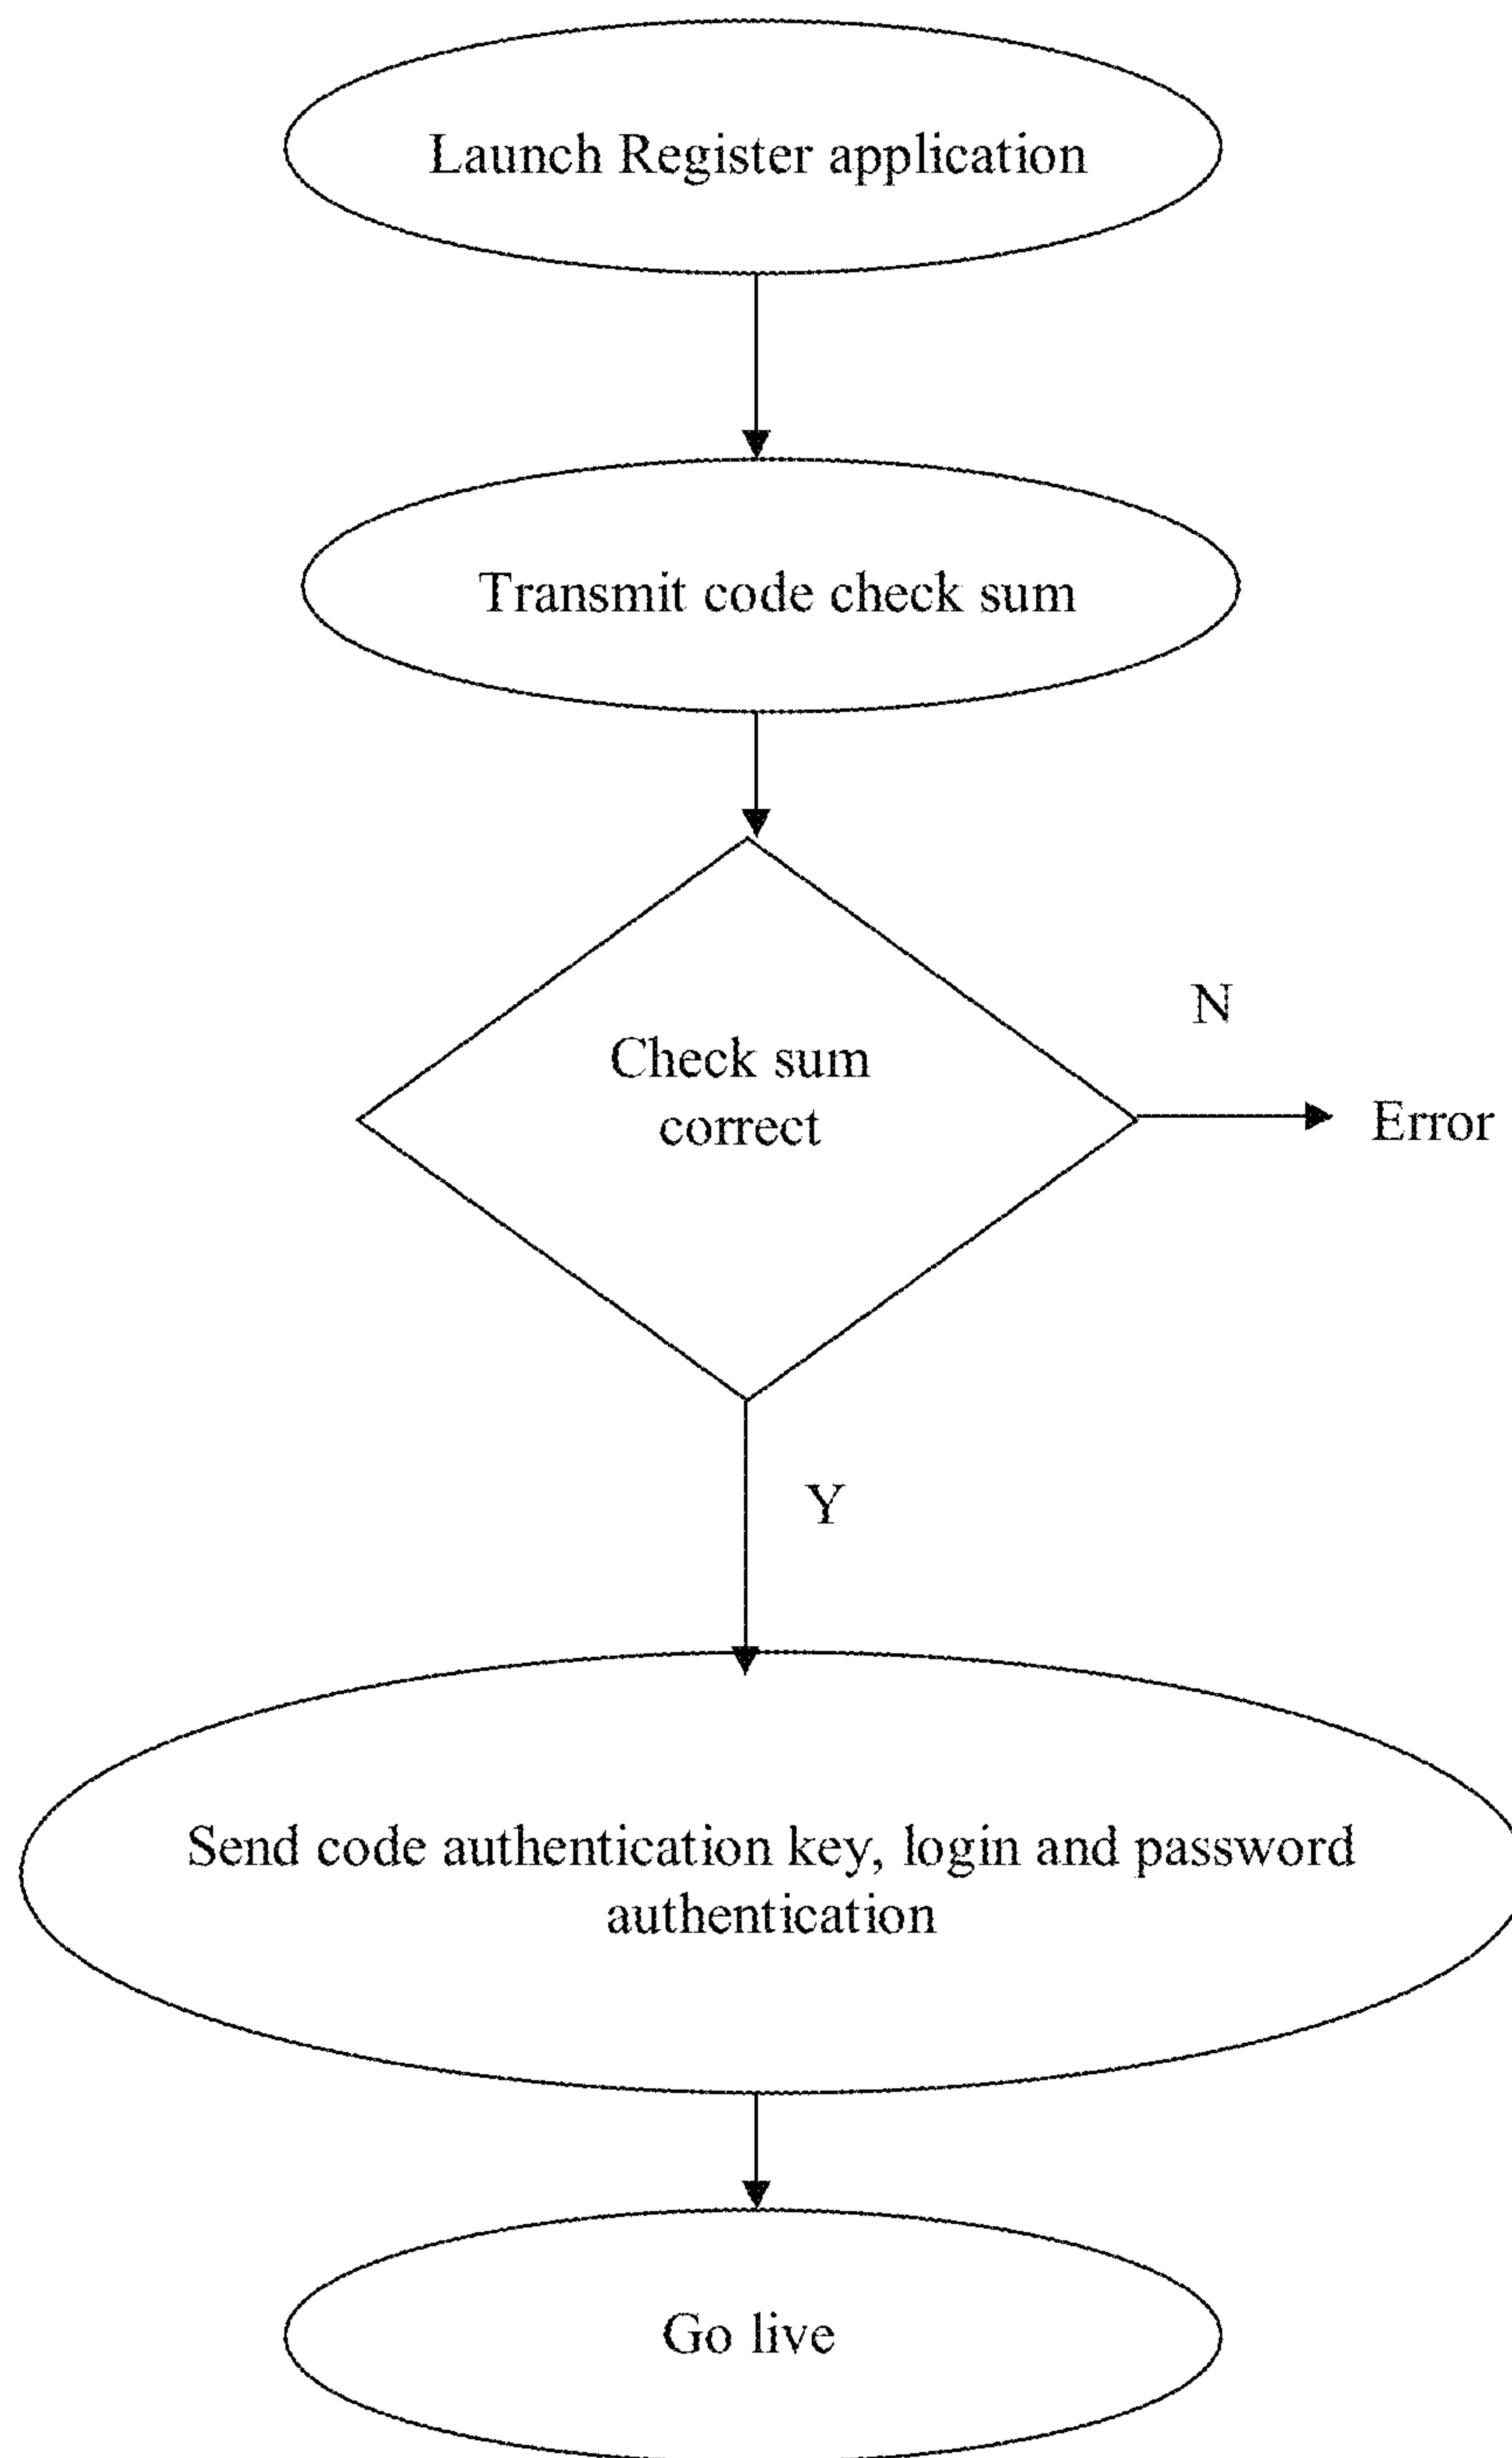 Launch Register application
Transmit code check sum
Check sum
correct
N
Error
Y
Send code authentication key, login and password
authentication
Go live